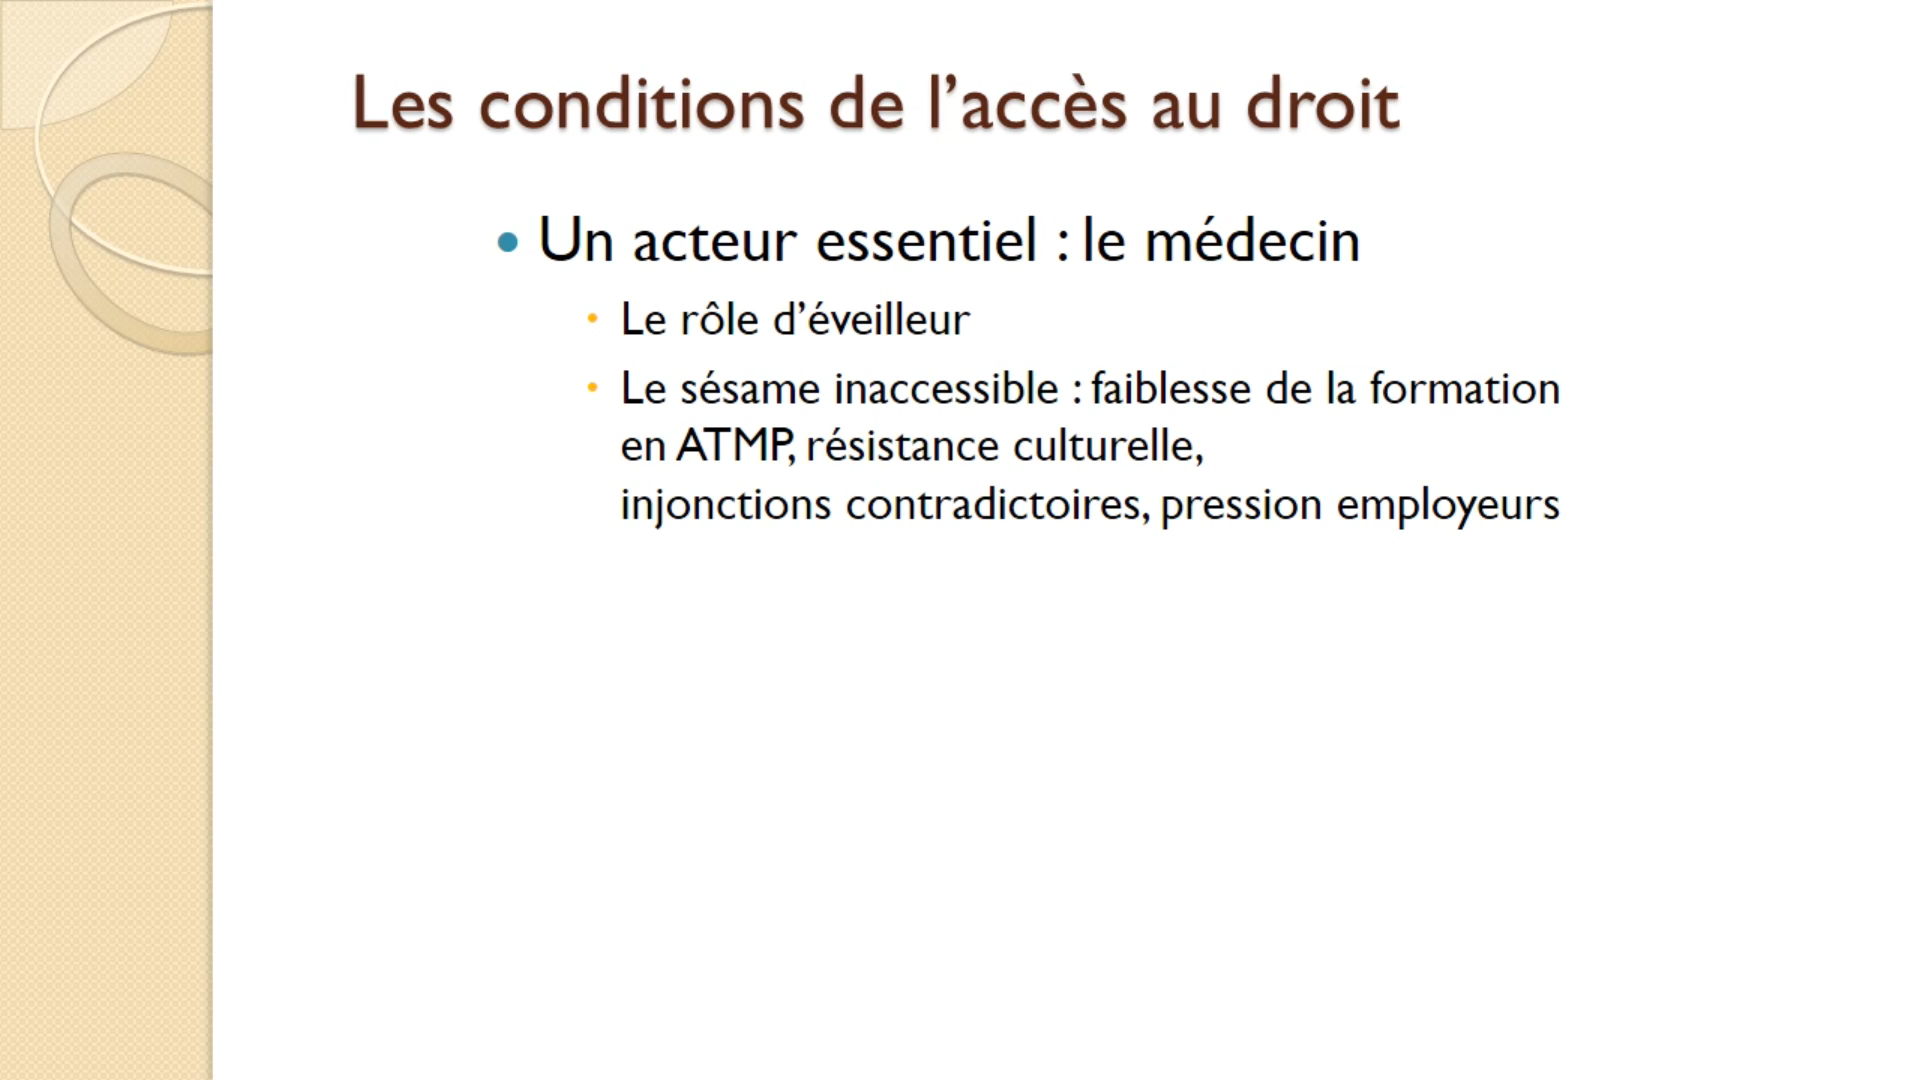 Les conditions de l’accès au droit
• Un acteur essentiel : le médecin
• Le rôle d’éveilleur
• Le sésame inaccessible : faiblesse de la formation
en ATMP, résistance culturelle,
injonctions contradictoires, pression employeurs